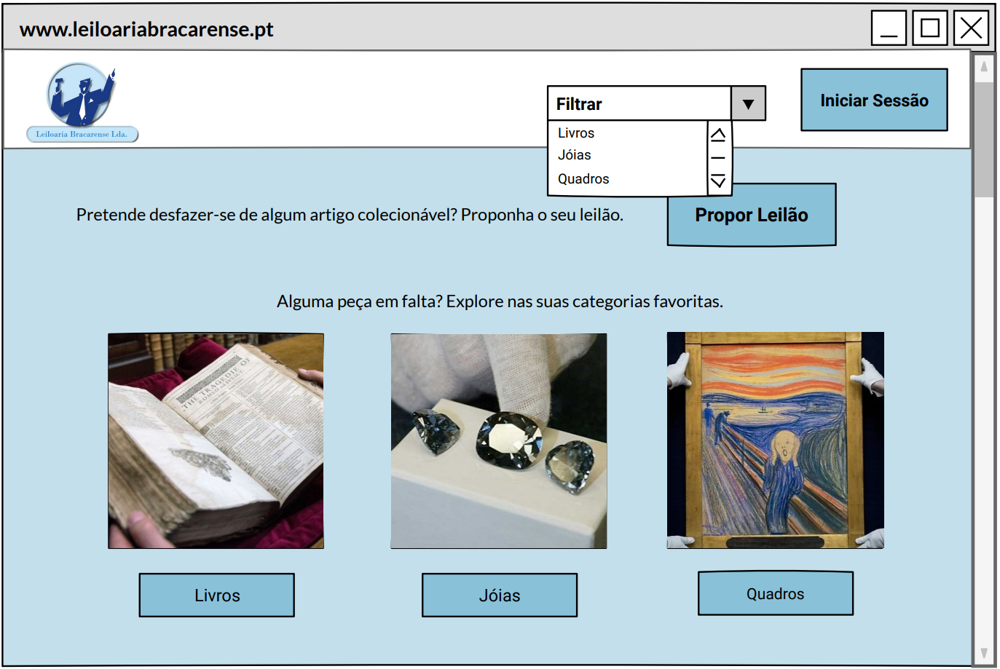 www.leiloariabracarense.pt
Leiloaria Bracarense Lda.
Filtrar
Iniciar Sessão
Livros
Jóias
Quadros
Pretende desfazer-se de algum artigo colecionável? Proponha o seu leilão.
Propor Leilão
Alguma peça em falta? Explore nas suas categorias favoritas.
THE TRAGEDIE OF
Livros
Jóias
Quadros